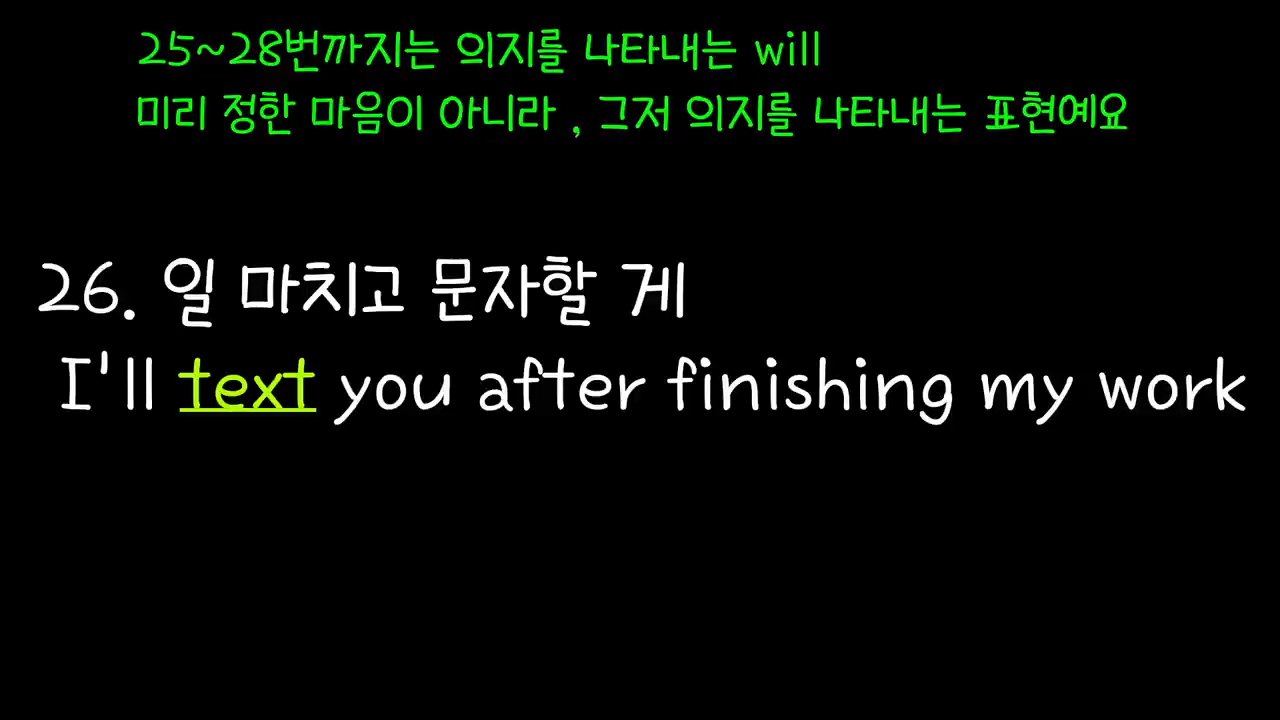 25~28번까지는 의지를 나타내는 will
미리 정한 마음이 아니라 , 그저 의지를 나타내는 표현예요
26. 일 마치고 문자할 게
I'll text you after finishing my work